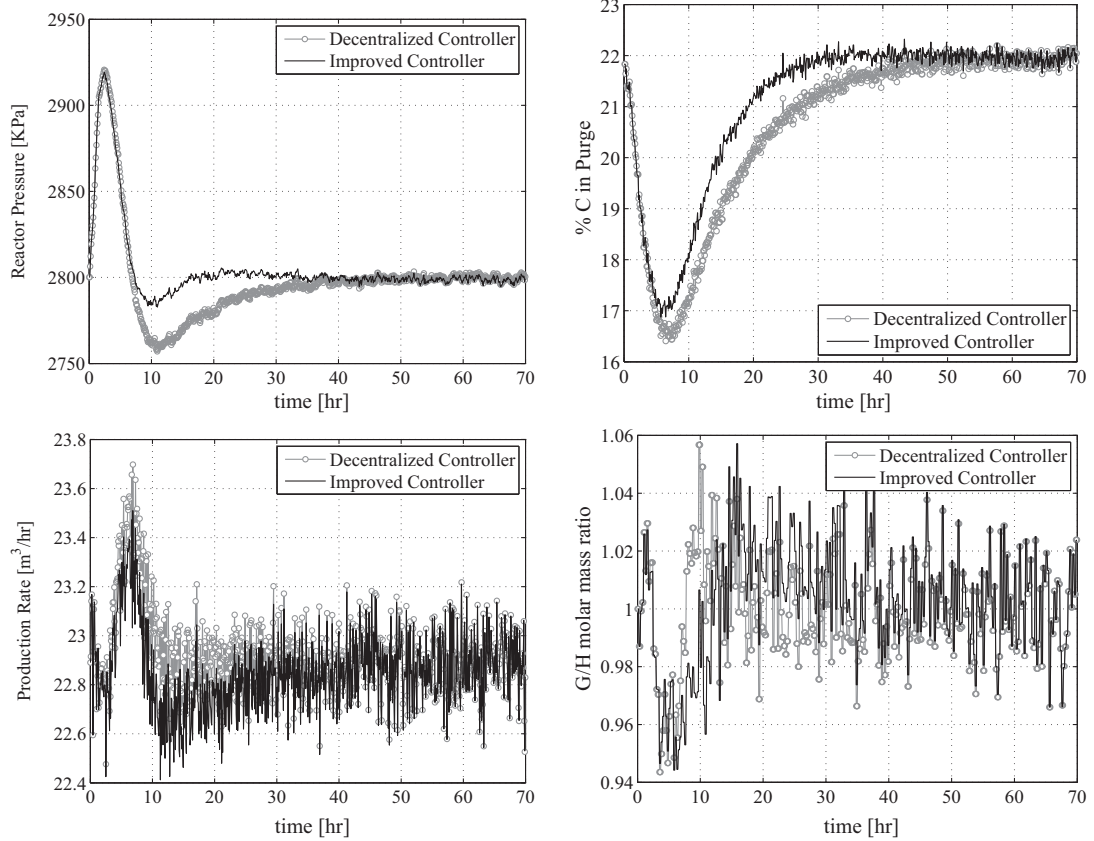 Reactor Pressure [KPa]
2950
2900
2850
2800
2750
0 10 20 30 40 50 60 70
time [hr]
Decentralized Controller
Improved Controller
% C in Purge
23
22
21
20
19
18
17
16
0 10 20 30 40 50 60 70
time [hr]
Decentralized Controller
Improved Controller
Production Rate [m³/hr]
23.8
23.6
23.4
23.2
23
22.8
22.6
22.4
0 10 20 30 40 50 60 70
time [hr]
Decentralized Controller
Improved Controller
G/H molar mass ratio
1.06
1.04
1.02
1
0.98
0.96
0.94
0 10 20 30 40 50 60 70
time [hr]
Decentralized Controller
Improved Controller